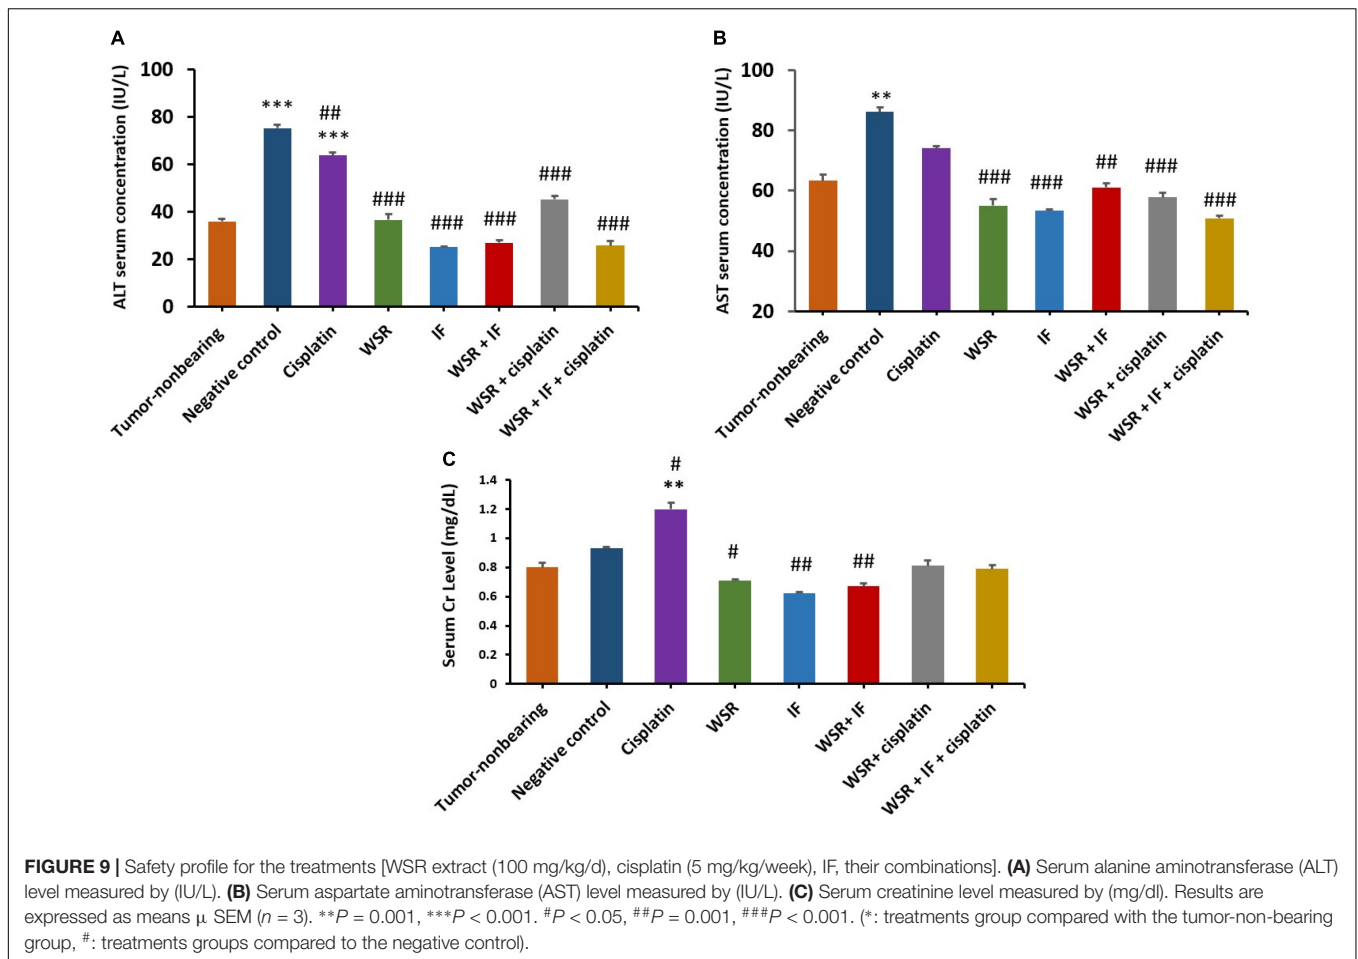 A
ALT serum concentration (IU/L)
100
80
60
40
20
0
***
##
***
###
###
###
###
###
Tumor-nonbearing
Negative control
Cisplatin
WSR
IF
WSR + IF
WSR + cisplatin
WSR + IF + cisplatin
B
AST serum concentration (IU/L)
100
80
60
40
20
**
###
###
##
###
###
Tumor-nonbearing
Negative control
Cisplatin
WSR
IF
WSR + IF
WSR + cisplatin
WSR + IF + cisplatin
C
Serum Cr Level (mg/dL)
1.4
1.2
1
0.8
0.6
0.4
0.2
0
#
**
#
##
##
Tumor-nonbearing
Negative control
Cisplatin
WSR
IF
WSR+ IF
WSR+ cisplatin
WSR + IF + cisplatin
FIGURE 9 | Safety profile for the treatments [WSR extract (100 mg/kg/d), cisplatin (5 mg/kg/week), IF, their combinations]. (A) Serum alanine aminotransferase (ALT)
level measured by (IU/L). (B) Serum aspartate aminotransferase (AST) level measured by (IU/L). (C) Serum creatinine level measured by (mg/dl). Results are
expressed as means μ SEM (n = 3). **P = 0.001, ***P < 0.001. #P < 0.05, ##P = 0.001, ###P < 0.001. (*: treatments group compared with the tumor-non-bearing
group, #: treatments groups compared to the negative control).